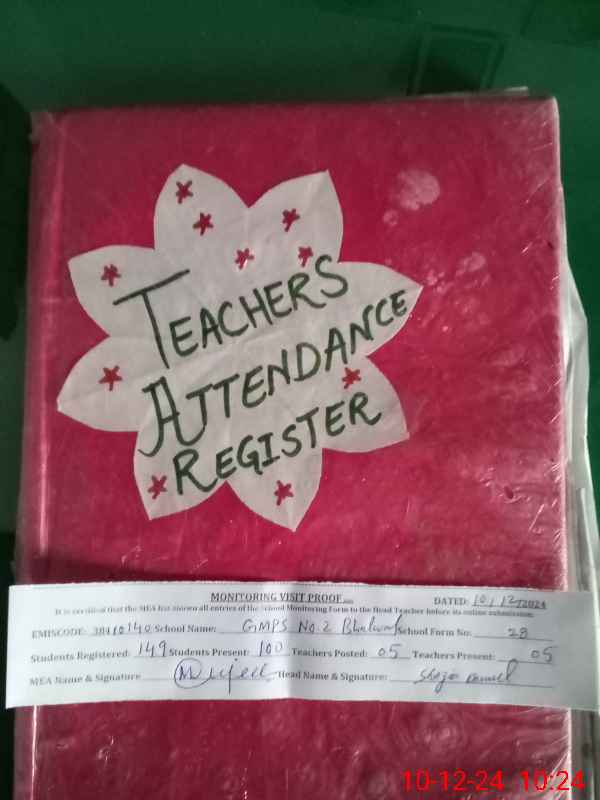 TEACHERS
ATTENDANCE
REGISTER
MONITORING VISIT PROOF
DATED: 10/12/2024
It is certified that the MEA has shown all entries of the School Monitoring Form to the Head Teacher before its online submission.
EMISCODE: 38410140 School Name: GMPS No.2 Bhalwal School Form No: 28
Students Registered: 149 Students Present: 100 Teachers Posted: 05 Teachers Present: 05
MEA Name & Signature Head Name & Signature:
10-12-24 10:24